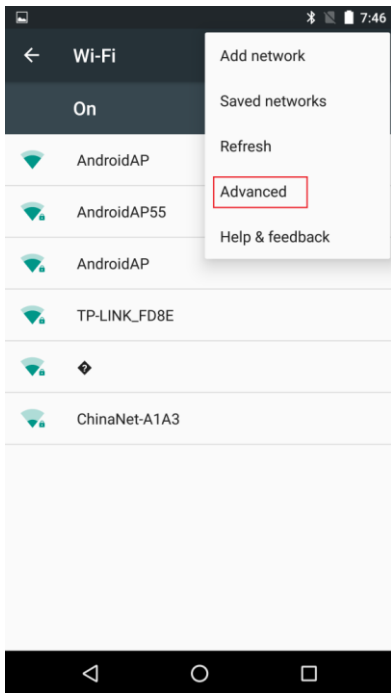 7:46
Wi-Fi
On
Add network
Saved networks
Refresh
Advanced
Help & feedback
AndroidAP
AndroidAP55
AndroidAP
TP-LINK_FD8E
�
ChinaNet-A1A3